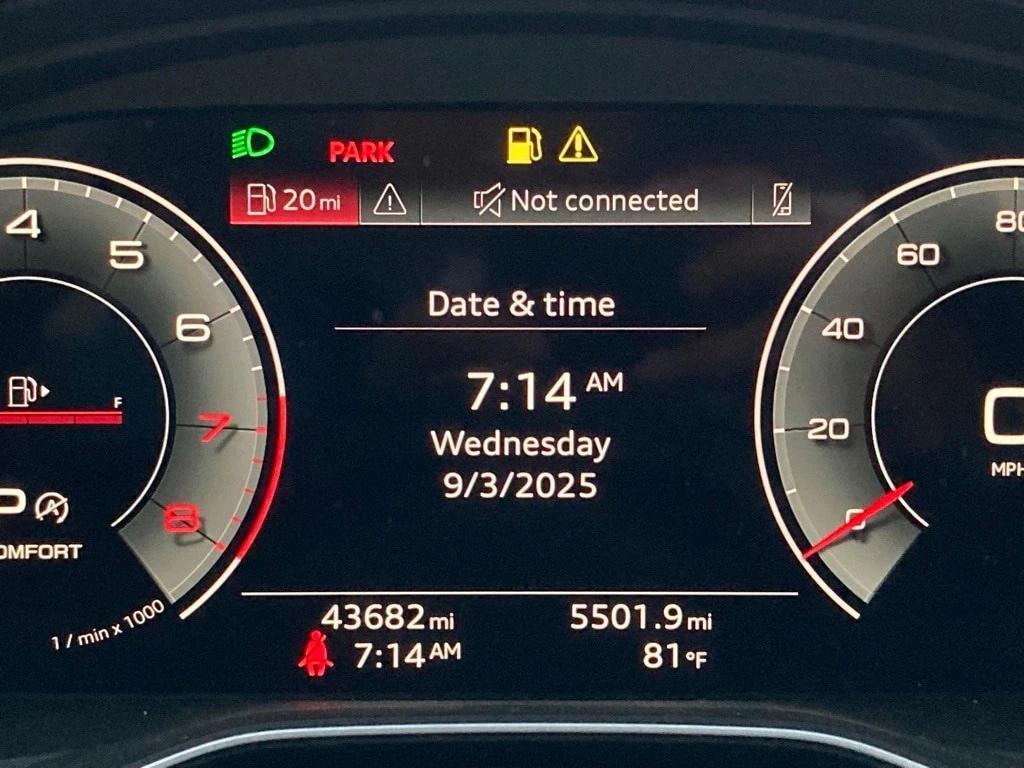 PARK
20 mi
Not connected
4
5
6
7
8
F
OMFORT
1 / min x 1000
Date & time
7:14 AM
Wednesday
9/3/2025
80
60
40
20
0
0
MPH
43682 mi
5501.9 mi
7:14 AM
81 °F